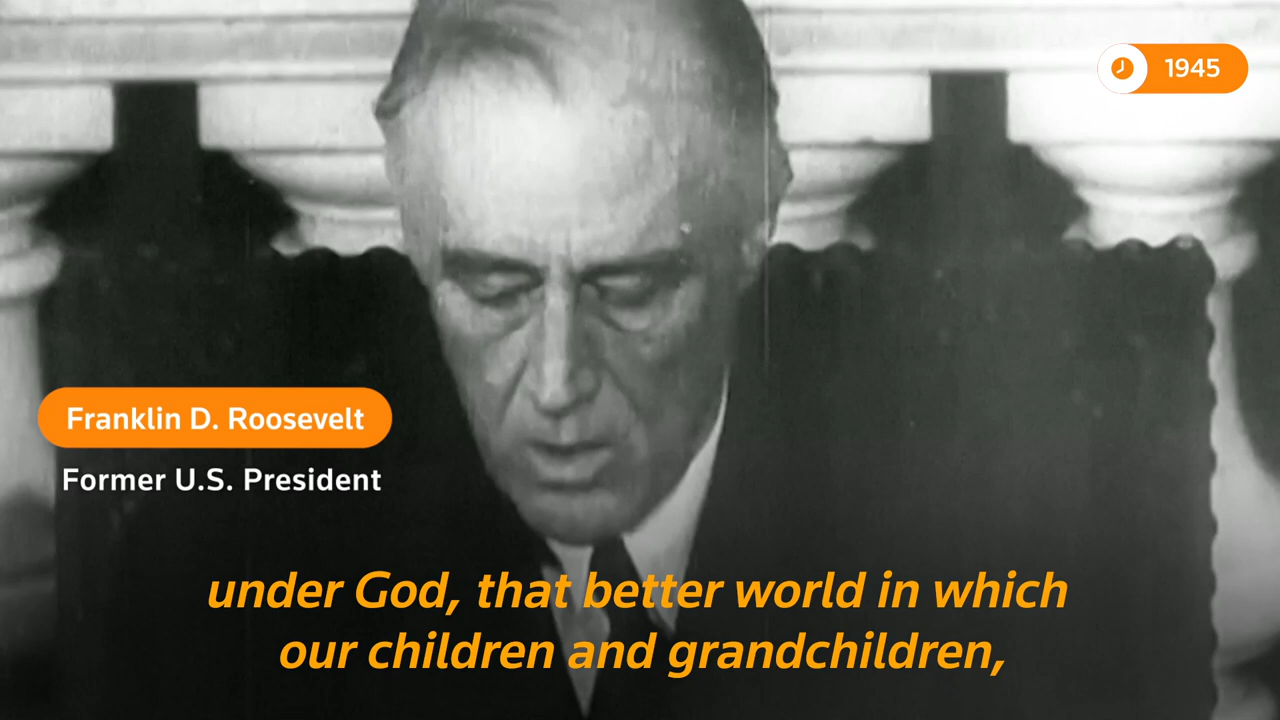 1945
Franklin D. Roosevelt
Former U.S. President
under God, that better world in which
our children and grandchildren,